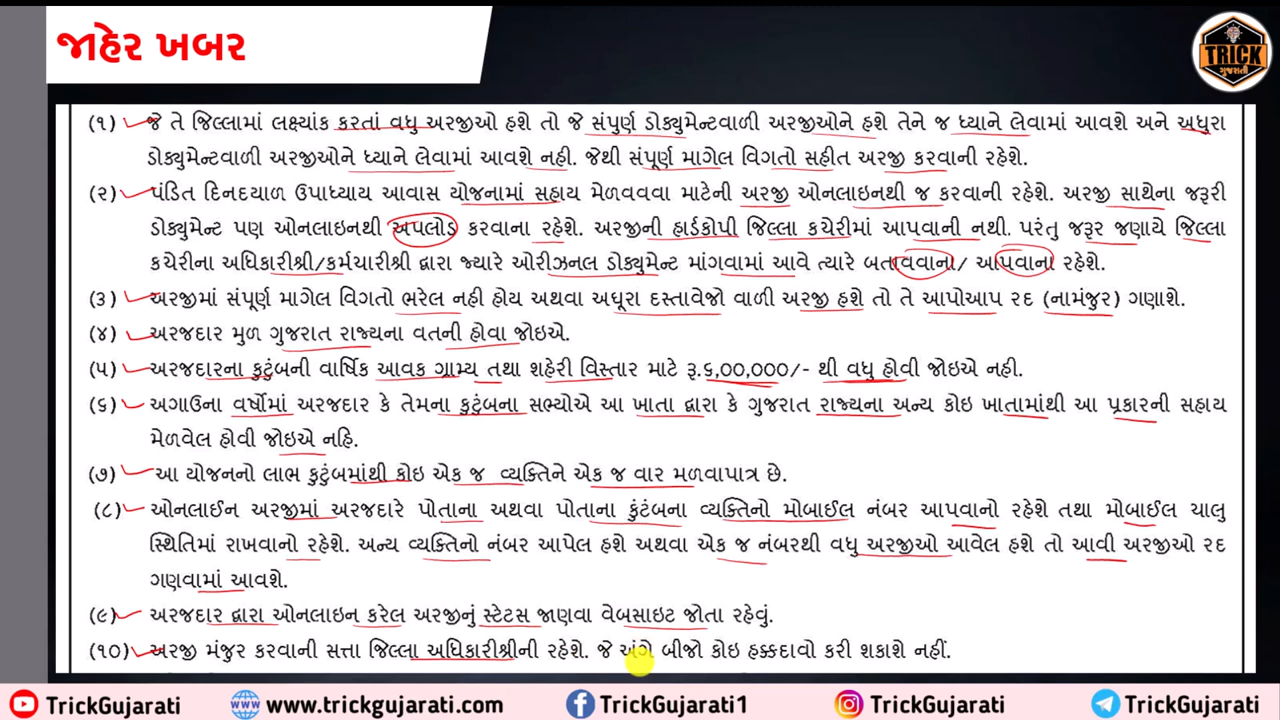 જાહેર ખબર
TRICK
ગુજરાતી
(૧) જે તે જિલ્લામાં લક્ષ્યાંક કરતાં વધુ અરજીઓ હશે તો જે સંપુર્ણ ડોક્યુમેન્ટવાળી અરજીઓને હશે તેને જ ધ્યાને લેવામાં આવશે અને અધુરા
ડોક્યુમેન્ટવાળી અરજીઓને ધ્યાને લેવામાં આવશે નહી. જેથી સંપૂર્ણ માગેલ વિગતો સહીત અરજી કરવાની રહેશે.
(૨) પંડિત દિનદયાળ ઉપાધ્યાય આવાસ યોજનામાં સહાય મેળવવવા માટેની અરજી ઓનલાઇનથી જ કરવાની રહેશે. અરજી સાથેના જરૂરી
ડોક્યુમેન્ટ પણ ઓનલાઇનથી અપલોડ કરવાના રહેશે. અરજીની હાર્ડકોપી જિલ્લા કચેરીમાં આપવાની નથી. પરંતુ જરૂર જણાયે જિલ્લા
કચેરીના અધિકારીશ્રી/કર્મચારીશ્રી દ્વારા જ્યારે ઓરીઝનલ ડોક્યુમેન્ટ માંગવામાં આવે ત્યારે બતાવવાના/ આપવાના રહેશે.
(૩) અરજીમાં સંપૂર્ણ માગેલ વિગતો ભરેલ નહી હોય અથવા અધૂરા દસ્તાવેજો વાળી અરજી હશે તો તે આપોઆપ રદ (નામંજુર) ગણાશે.
(૪) અરજદાર મુળ ગુજરાત રાજ્યના વતની હોવા જોઇએ.
(૫) અરજદારના કુટુંબની વાર્ષિક આવક ગ્રામ્ય તથા શહેરી વિસ્તાર માટે રૂ.૬,૦૦,૦૦૦/- થી વધુ હોવી જોઇએ નહી.
(૬) અગાઉના વર્ષોમાં અરજદાર કે તેમના કુટુંબના સભ્યોએ આ ખાતા દ્વારા કે ગુજરાત રાજ્યના અન્ય કોઇ ખાતામાંથી આ પ્રકારની સહાય
મેળવેલ હોવી જોઇએ નહિ.
(૭) આ યોજનનો લાભ કુટુંબમાંથી કોઇ એક જ વ્યક્તિને એક જ વાર મળવાપાત્ર છે.
(૮) ઓનલાઈન અરજીમાં અરજદારે પોતાના અથવા પોતાના કુંટુંબના વ્યક્તિનો મોબાઈલ નંબર આપવાનો રહેશે તથા મોબાઈલ ચાલુ
સ્થિતિમાં રાખવાનો રહેશે. અન્ય વ્યક્તિનો નંબર આપેલ હશે અથવા એક જ નંબરથી વધુ અરજીઓ આવેલ હશે તો આવી અરજીઓ રદ
ગણવામાં આવશે.
(૯) અરજદાર દ્વારા ઓનલાઇન કરેલ અરજીનું સ્ટેટસ જાણવા વેબસાઇટ જોતા રહેવું.
(૧૦) અરજી મંજુર કરવાની સત્તા જિલ્લા અધિકારીશ્રીની રહેશે. જે અંગે બીજો કોઇ હક્કદાવો કરી શકાશે નહીં.
TrickGujarati www.trickgujarati.com TrickGujarati1 TrickGujarati TrickGujarati